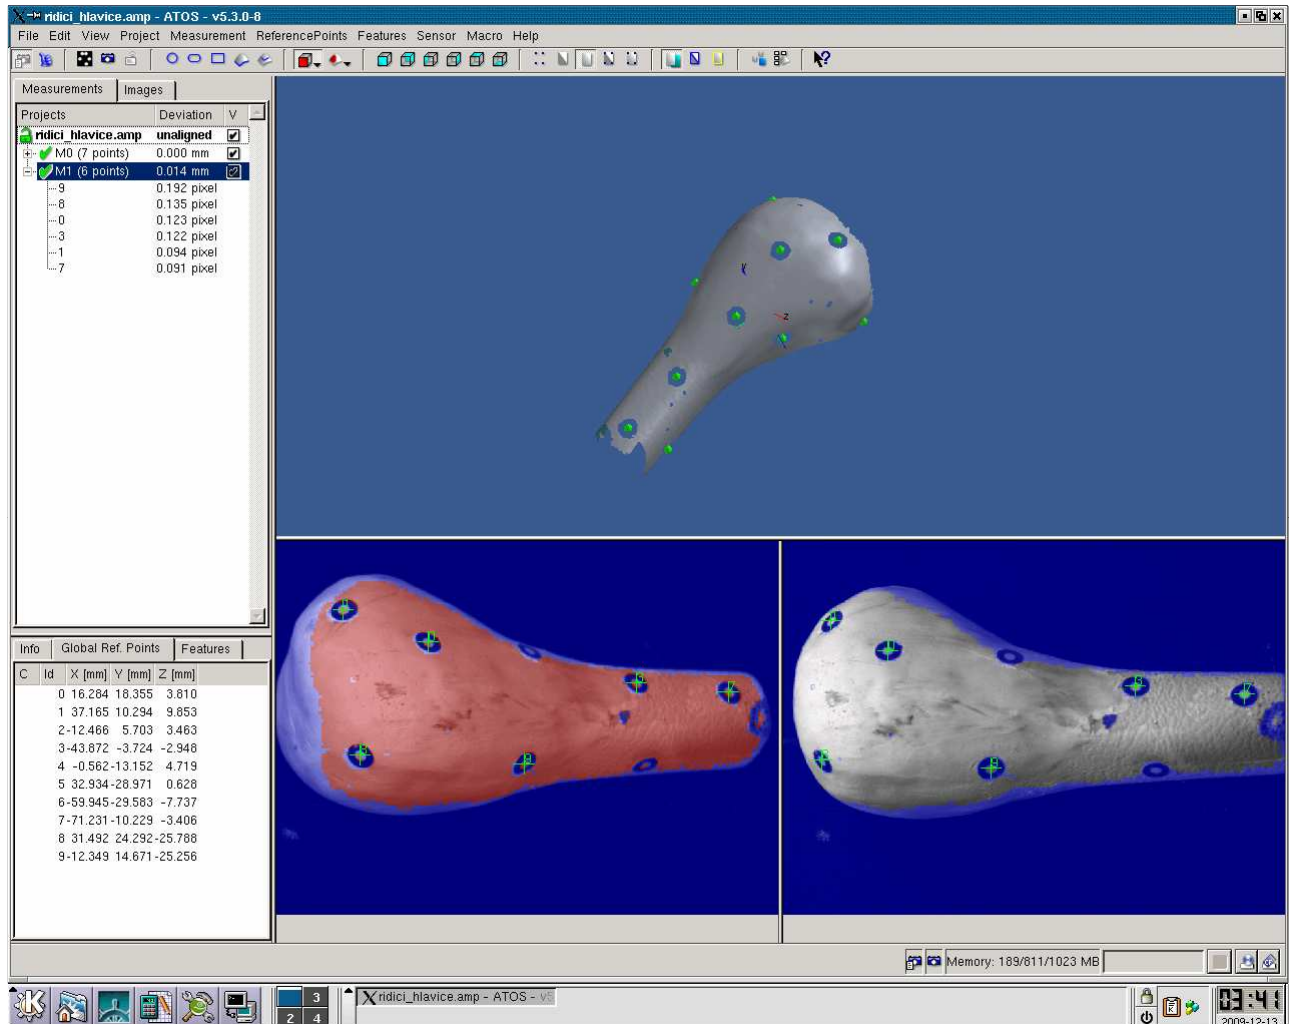 ridici_hlavice.amp - ATOS - v5.3.0-8
File Edit View Project Measurement ReferencePoints Features Sensor Macro Help
Measurements Images
Projects Deviation V
ridici_hlavice.amp unaligned
M0 (7 points) 0.000 mm
M1 (6 points) 0.014 mm
9 0.192 pixel
8 0.135 pixel
0 0.123 pixel
3 0.122 pixel
1 0.094 pixel
7 0.091 pixel
Info Global Ref. Points Features
C Id X [mm] Y [mm] Z [mm]
0 16.284 18.355 3.810
1 37.165 10.294 9.853
2 -12.466 5.703 3.463
3 -43.872 -3.724 -2.948
4 -0.562 -13.152 4.719
5 32.934 -28.971 0.628
6 -59.945 -29.583 -7.737
7 -71.231 -10.229 -3.406
8 31.492 24.292 -25.788
9 -12.349 14.671 -25.256
Memory: 189/811/1023 MB
3
2 4
ridici_hlavice.amp - ATOS - v5
03:41
2009-12-13